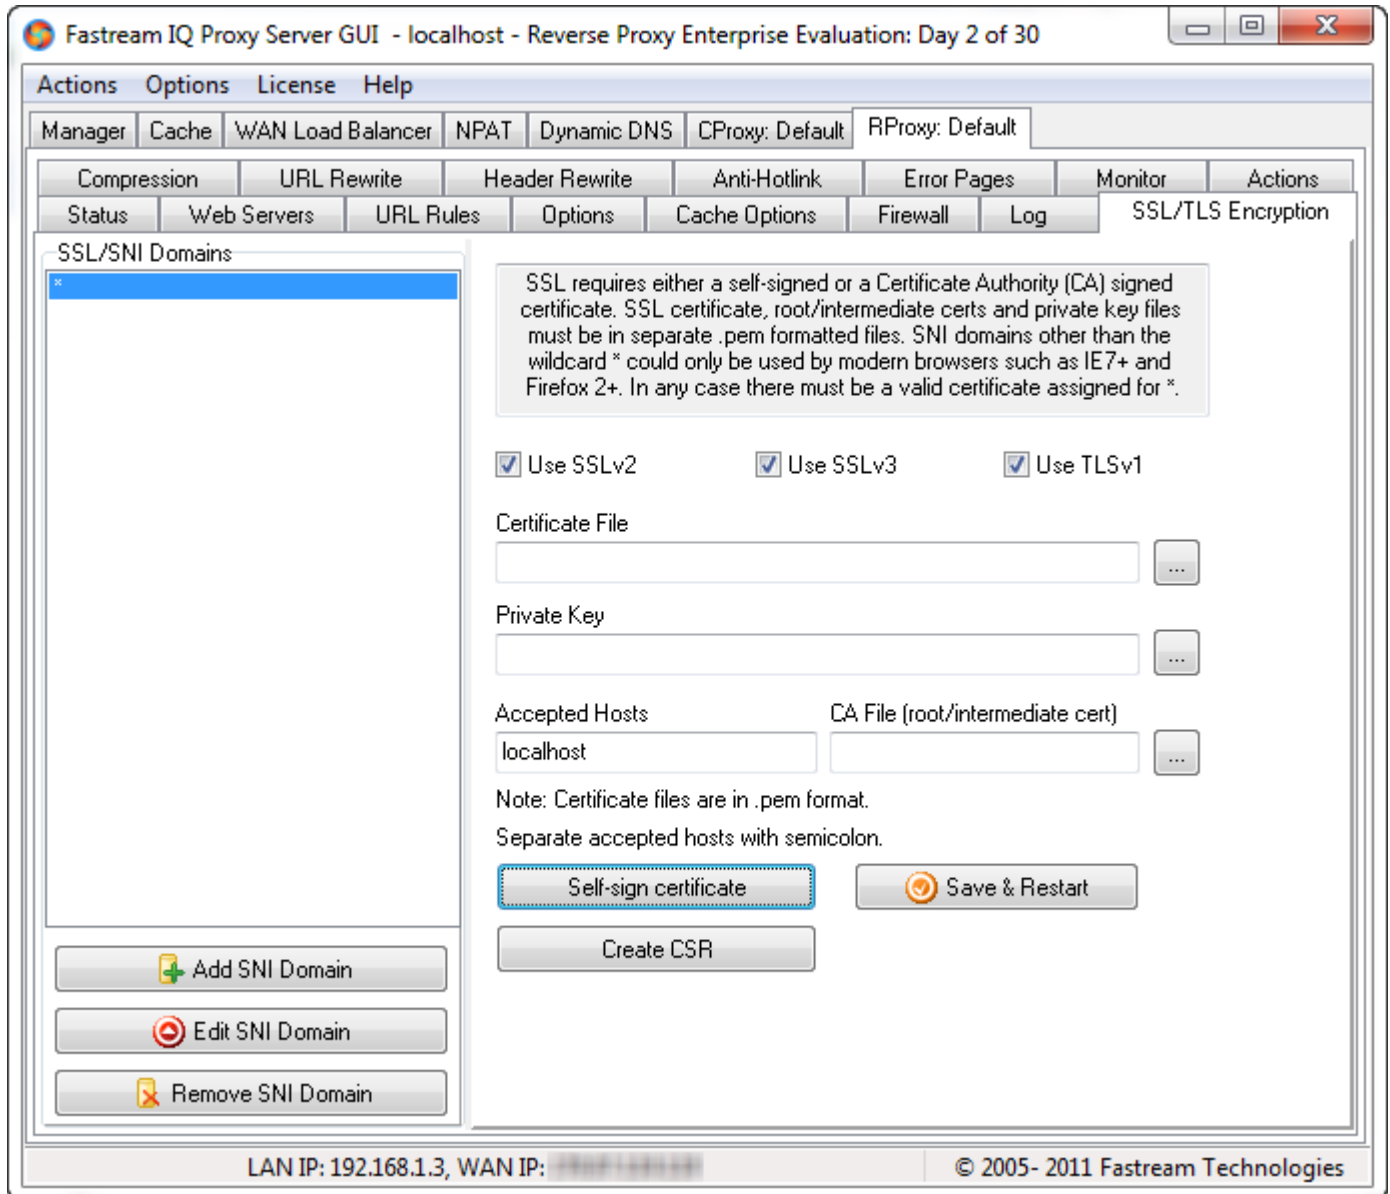 Fastream IQ Proxy Server GUI - localhost - Reverse Proxy Enterprise Evaluation: Day 2 of 30
Actions Options License Help
Manager Cache WAN Load Balancer NPAT Dynamic DNS CProxy: Default RProxy: Default
Compression URL Rewrite Header Rewrite Anti-Hotlink Error Pages Monitor Actions
Status Web Servers URL Rules Options Cache Options Firewall Log SSL/TLS Encryption
SSL/SNI Domains
*
SSL requires either a self-signed or a Certificate Authority (CA) signed
certificate. SSL certificate, root/intermediate certs and private key files
must be in separate .pem formatted files. SNI domains other than the
wildcard * could only be used by modern browsers such as IE7+ and
Firefox 2+. In any case there must be a valid certificate assigned for *.
Use SSLv2 Use SSLv3 Use TLSv1
Certificate File
...
Private Key
...
Accepted Hosts CA File (root/intermediate cert)
localhost ...
Note: Certificate files are in .pem format.
Separate accepted hosts with semicolon.
Self-sign certificate Save & Restart
Create CSR
Add SNI Domain
Edit SNI Domain
Remove SNI Domain
LAN IP: 192.168.1.3, WAN IP: © 2005- 2011 Fastream Technologies